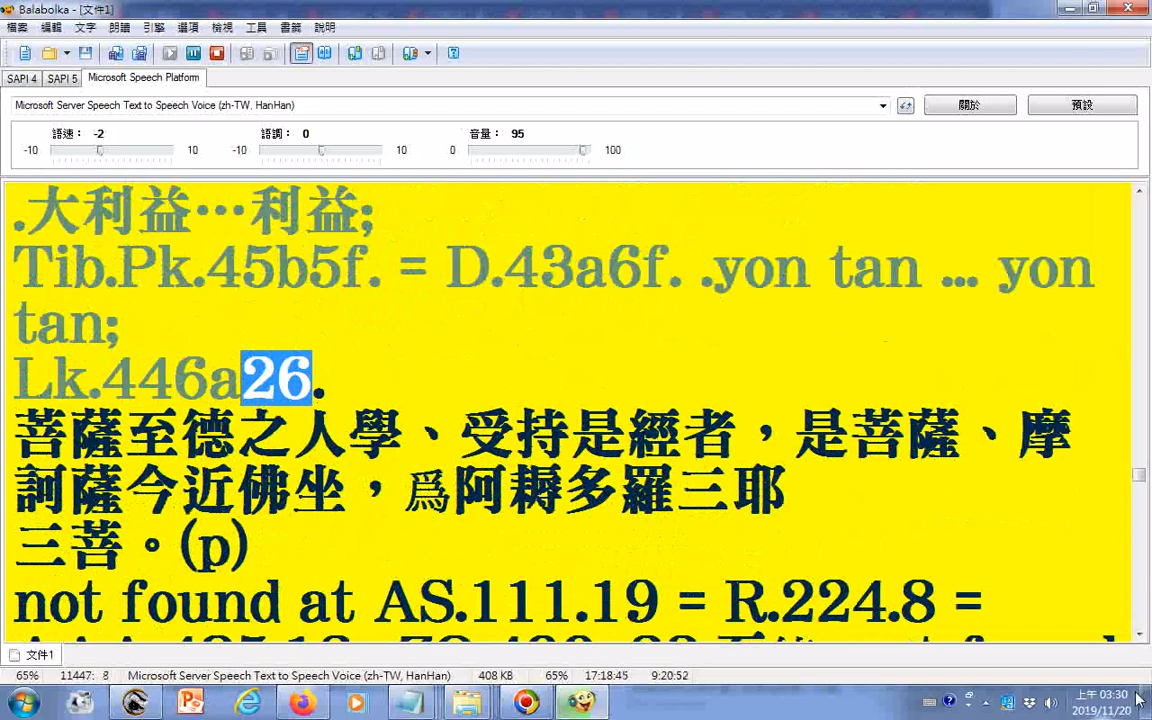 Balabolka - [文件1]
檔案 編輯 文字 朗讀 引擎 選項 檢視 工具 書籤 說明
SAPI 4 SAPI 5 Microsoft Speech Platform
Microsoft Server Speech Text to Speech Voice (zh-TW, HanHan) 關於 預設
語速： -2 語調： 0 音量： 95
-10 10 -10 10 0 100
.大利益…利益;
Tib.Pk.45b5f. = D.43a6f. .yon tan ... yon
tan;
Lk.446a26.
菩薩至德之人學、受持是經者，是菩薩、摩
訶薩今近佛坐，爲阿耨多羅三耶
三菩。(p)
not found at AS.111.19 = R.224.8 =
文件1
65% 11447: 8 Microsoft Server Speech Text to Speech Voice (zh-TW, HanHan) 408 KB 65% 17:18:45 9:20:52
上午 03:30
2019/11/20